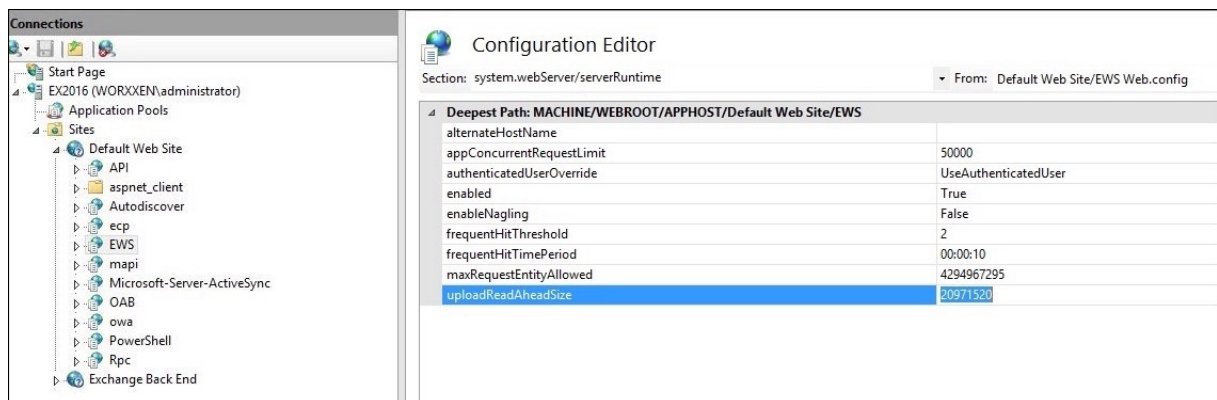 Connections
Start Page
EX2016 (WORXXEN\administrator)
Application Pools
Sites
Default Web Site
API
aspnet_client
Autodiscover
ecp
EWS
mapi
Microsoft-Server-ActiveSync
OAB
owa
PowerShell
Rpc
Exchange Back End
Configuration Editor
Section: system.webServer/serverRuntime From: Default Web Site/EWS Web.config
Deepest Path: MACHINE/WEBROOT/APPHOST/Default Web Site/EWS
alternateHostName
appConcurrentRequestLimit 50000
authenticatedUserOverride UseAuthenticatedUser
enabled True
enableNagling False
frequentHitThreshold 2
frequentHitTimePeriod 00:00:10
maxRequestEntityAllowed 4294967295
uploadReadAheadSize 20971520